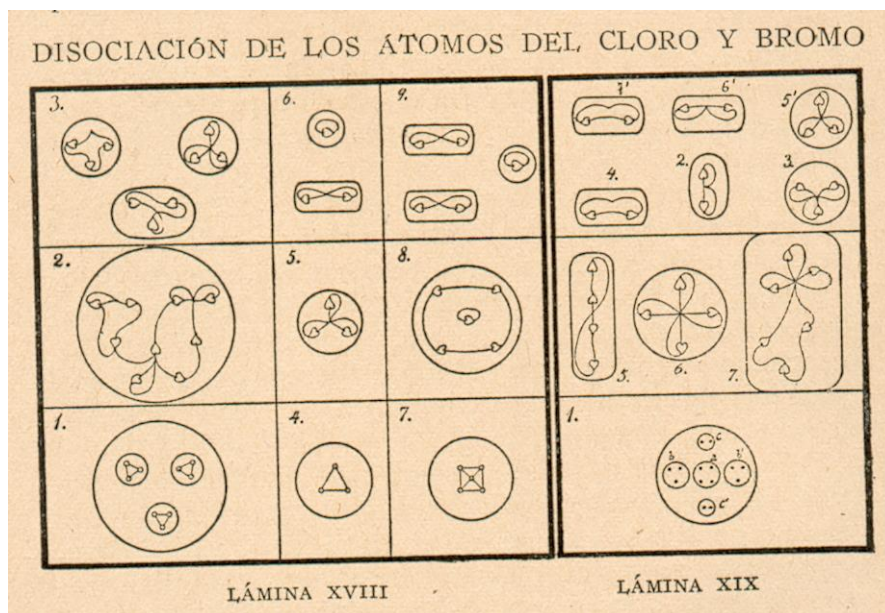 DISOCIACIÓN DE LOS ÁTOMOS DEL CLORO Y BROMO
3. 6. 9. 7' 6' 5'
4. 2. 3.
2. 5. 8. 5. 6. 7.
1. 4. 7. 1.
c
b a b'
c'
LÁMINA XVIII LÁMINA XIX